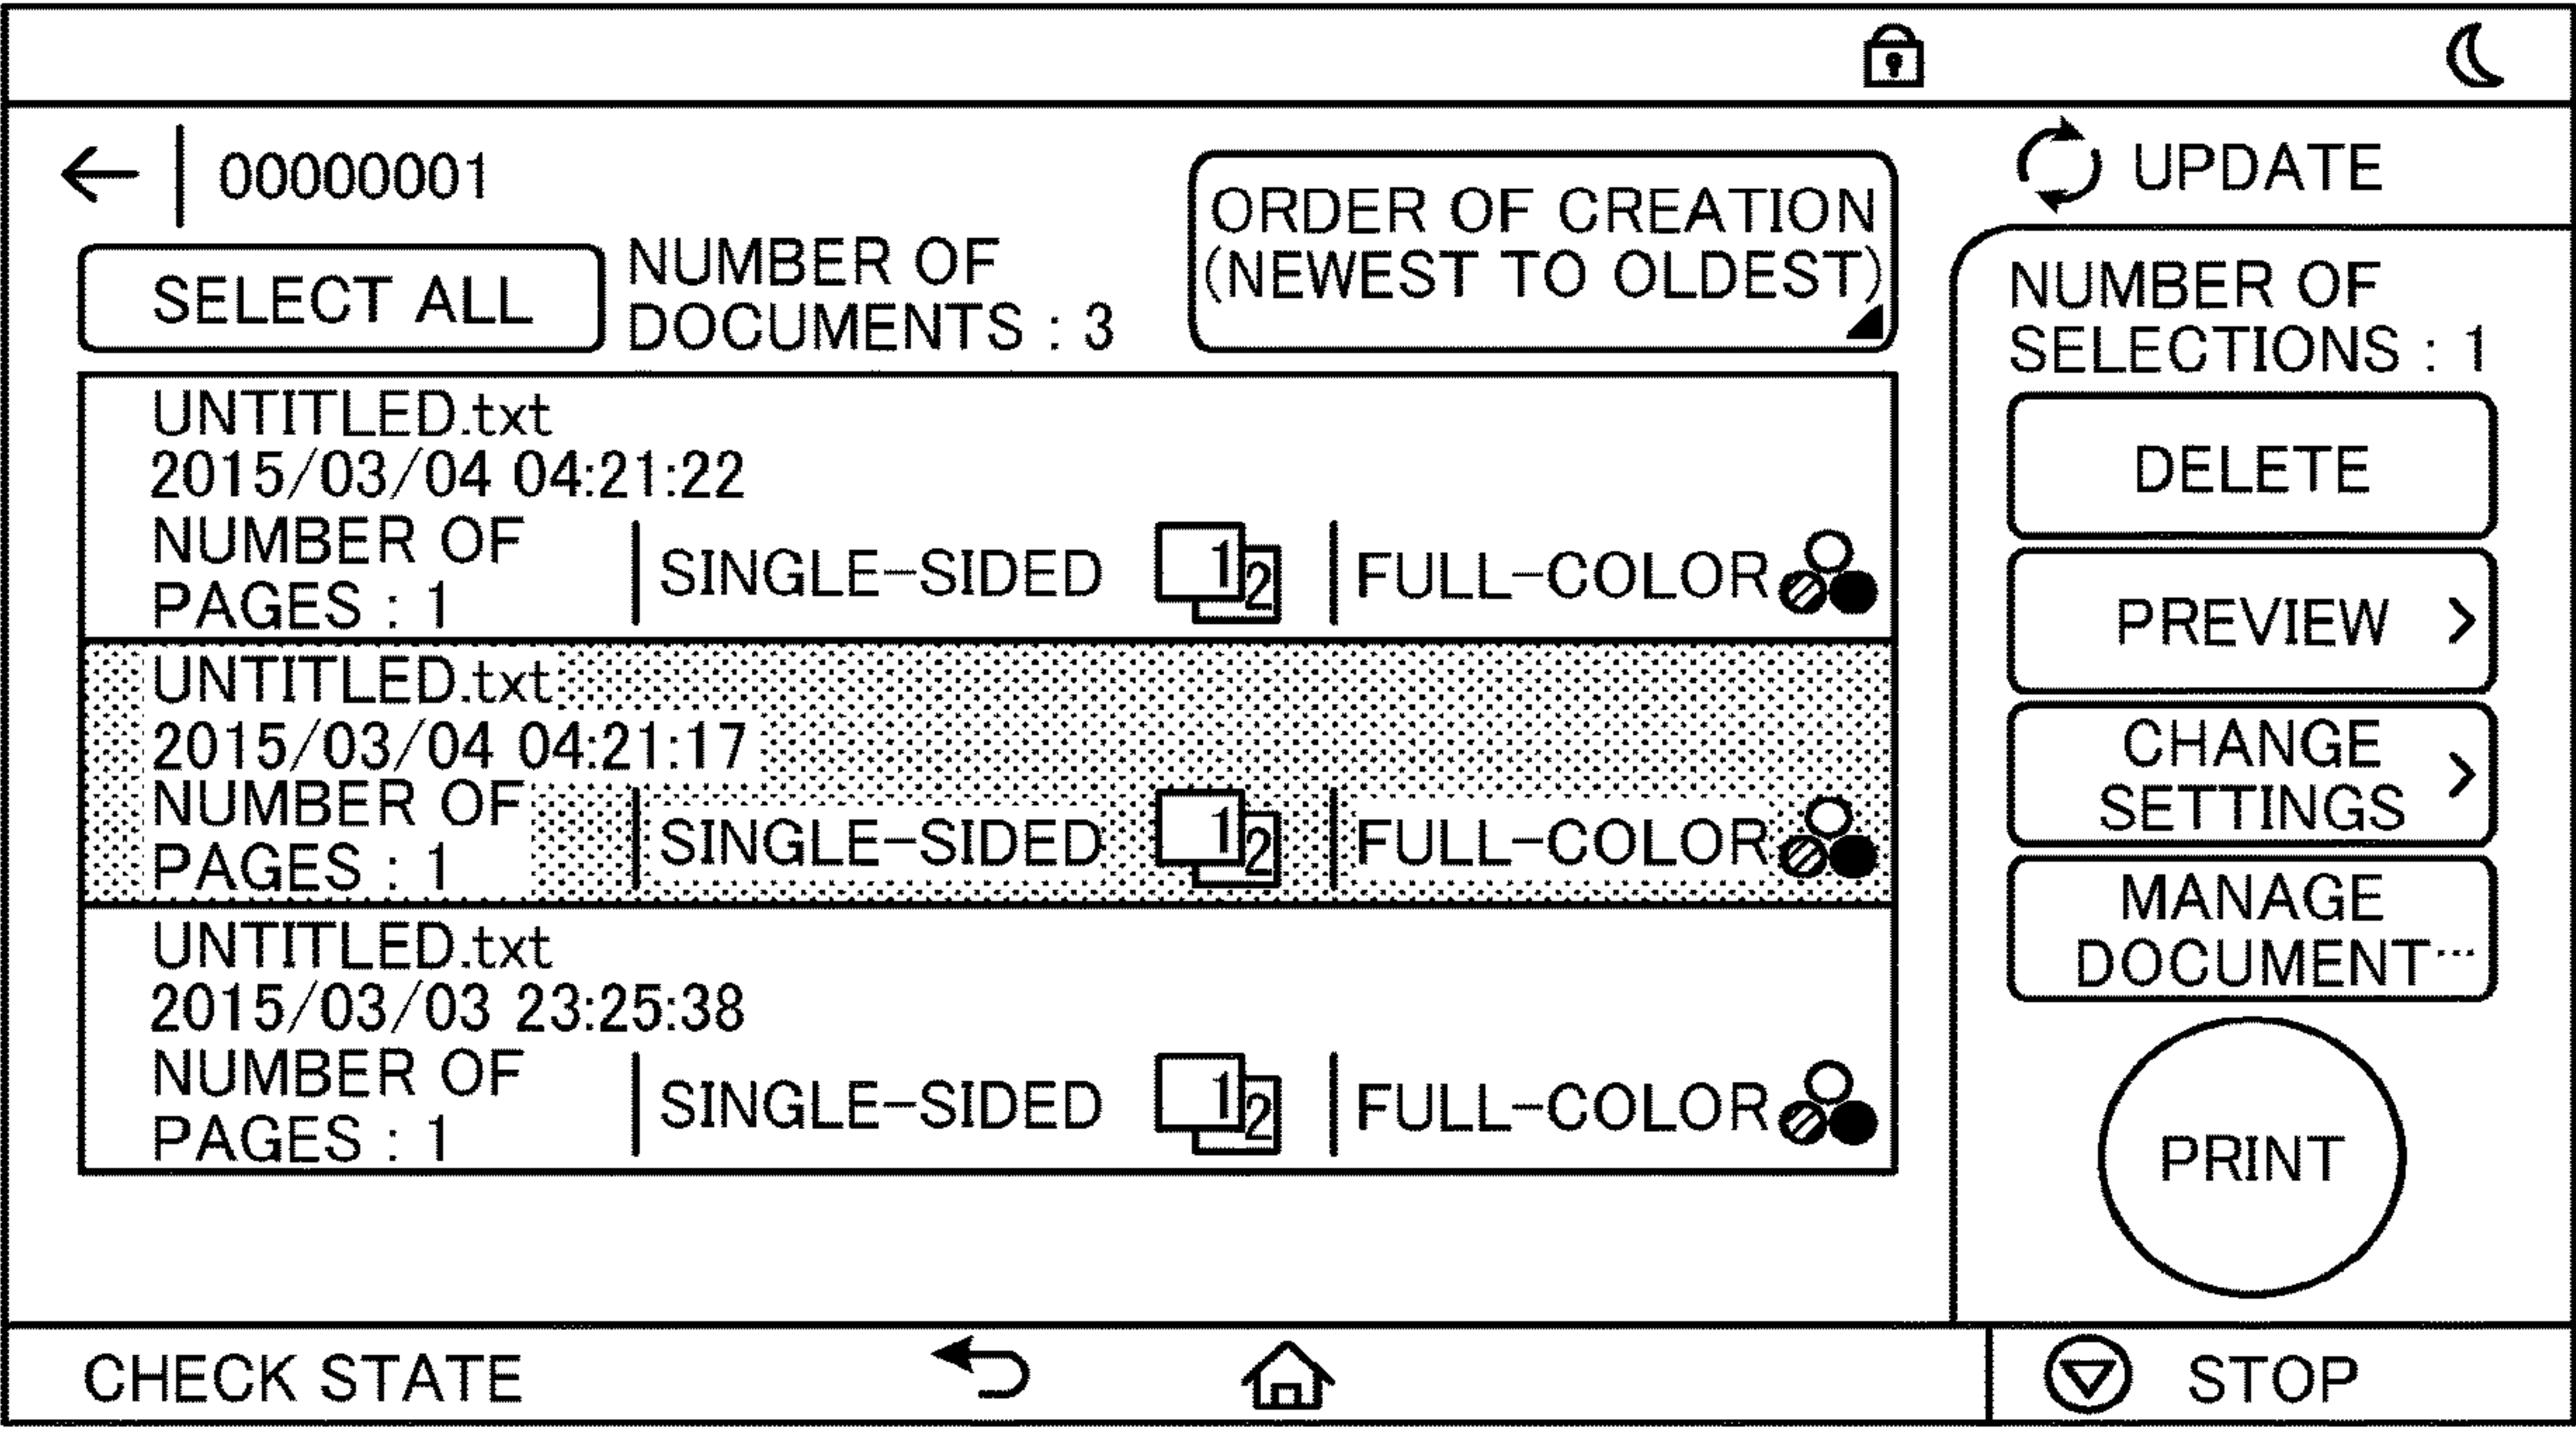 00000001
SELECT ALL
NUMBER OF
DOCUMENTS : 3
ORDER OF CREATION
(NEWEST TO OLDEST)
UPDATE
UNTITLED.txt
2015/03/04 04:21:22
NUMBER OF
PAGES : 1
SINGLE-SIDED
1
2
FULL-COLOR
UNTITLED.txt
2015/03/04 04:21:17
NUMBER OF
PAGES : 1
SINGLE-SIDED
1
2
FULL-COLOR
UNTITLED.txt
2015/03/03 23:25:38
NUMBER OF
PAGES : 1
SINGLE-SIDED
1
2
FULL-COLOR
NUMBER OF
SELECTIONS : 1
DELETE
PREVIEW >
CHANGE
SETTINGS >
MANAGE
DOCUMENT…
PRINT
CHECK STATE
STOP